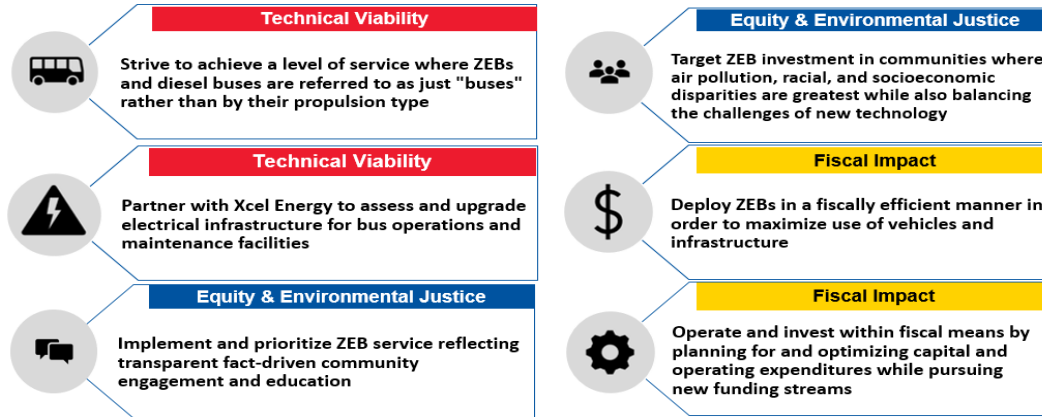 Technical Viability
Strive to achieve a level of service where ZEBs
and diesel buses are referred to as just "buses"
rather than by their propulsion type
Technical Viability
Partner with Xcel Energy to assess and upgrade
electrical infrastructure for bus operations and
maintenance facilities
Equity & Environmental Justice
Implement and prioritize ZEB service reflecting
transparent fact-driven community
engagement and education
Equity & Environmental Justice
Target ZEB investment in communities where
air pollution, racial, and socioeconomic
disparities are greatest while also balancing
the challenges of new technology
Fiscal Impact
Deploy ZEBs in a fiscally efficient manner in
order to maximize use of vehicles and
infrastructure
Fiscal Impact
Operate and invest within fiscal means by
planning for and optimizing capital and
operating expenditures while pursuing
new funding streams